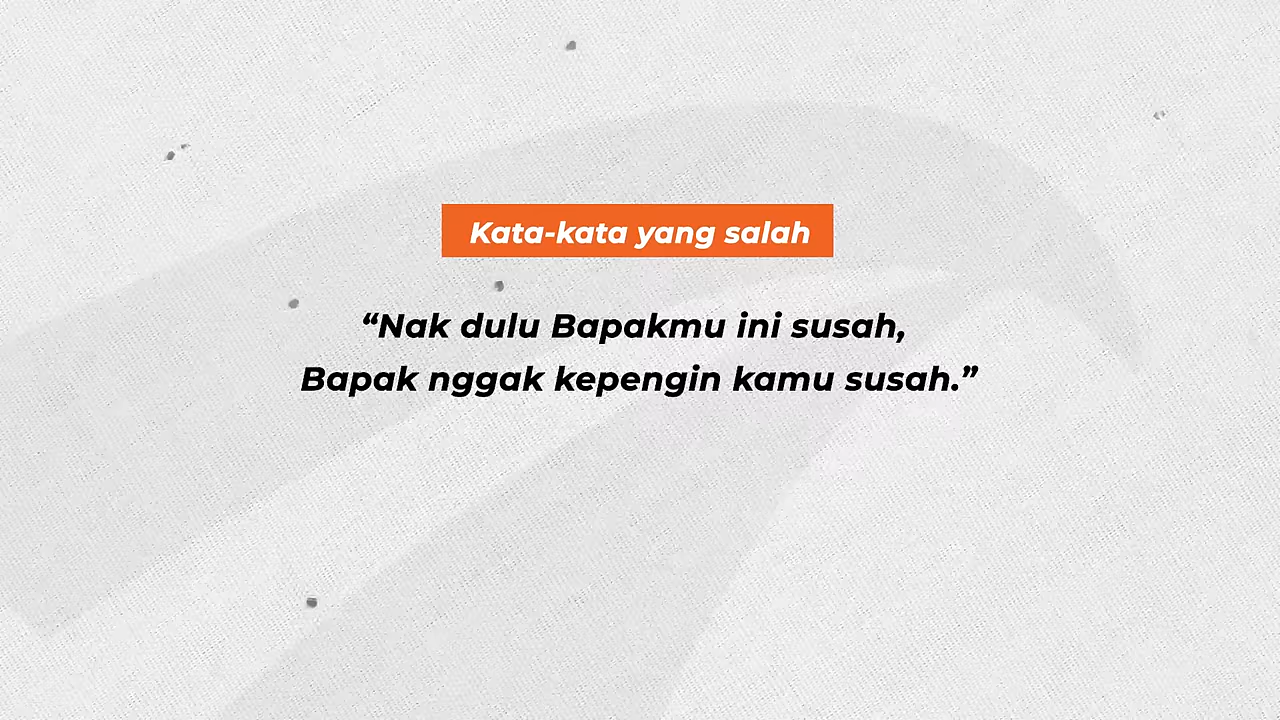 Kata-kata yang salah
“Nak dulu Bapakmu ini susah,
Bapak nggak kepengin kamu susah.”